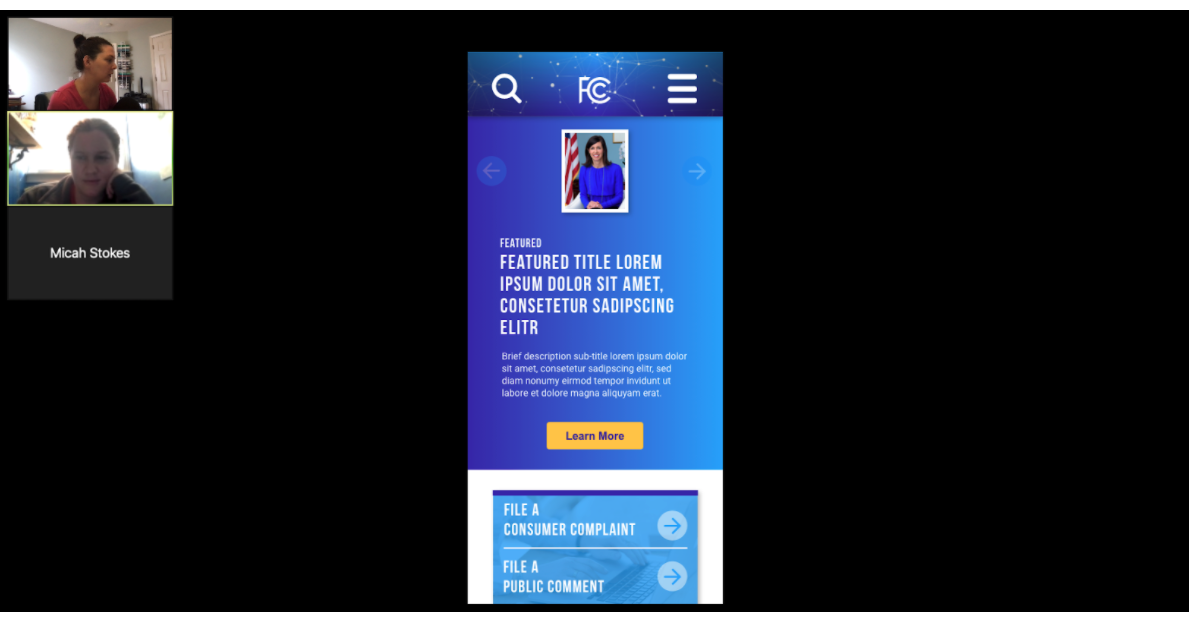 FCC
Micah Stokes
FEATURED
FEATURED TITLE LOREM
IPSUM DOLOR SIT AMET,
CONSETETUR SADIPSCING
ELITR
Brief description sub-title lorem ipsum dolor
sit amet, consetetur sadipscing elitr, sed
diam nonumy eirmod tempor invidunt ut
labore et dolore magna aliquyam erat.
Learn More
FILE A
CONSUMER COMPLAINT
FILE A
PUBLIC COMMENT